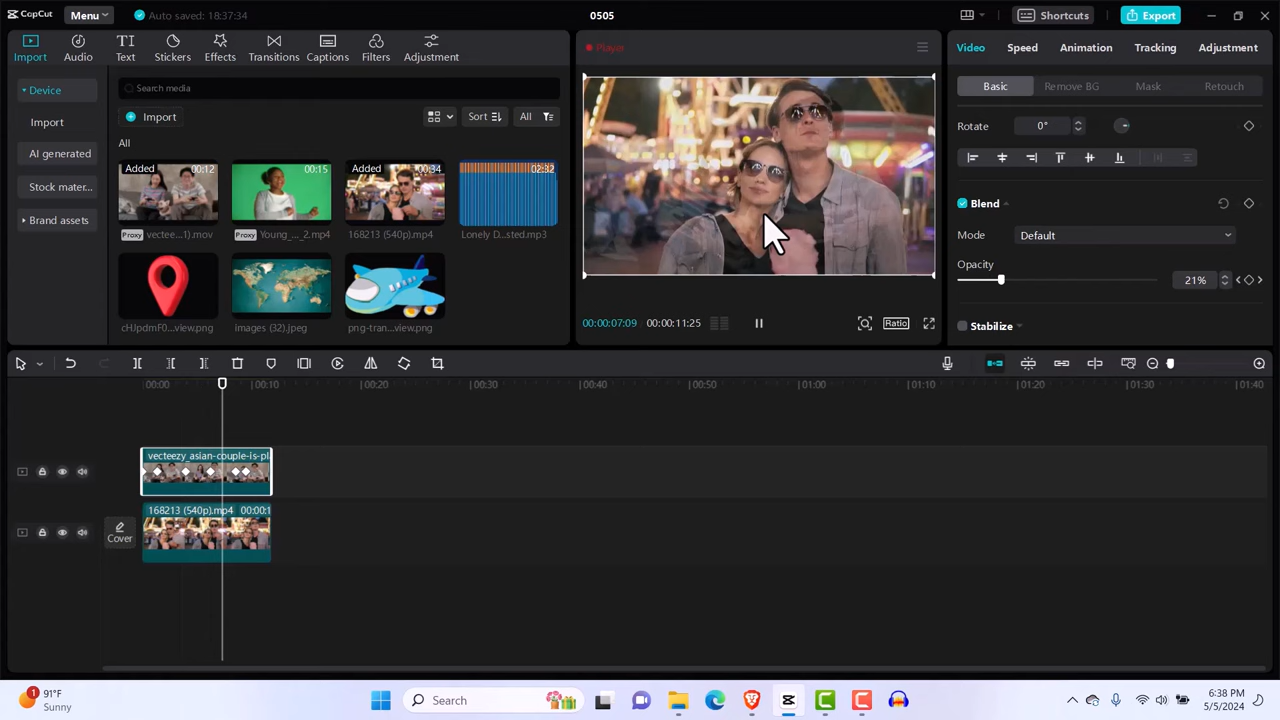 CapCut
Menu
Auto saved: 18:37:34
0505
Shortcuts
Export
Import
Audio
Text
Stickers
Effects
Transitions
Captions
Filters
Adjustment
Player
Video
Speed
Animation
Tracking
Adjustment
Device
Import
AI generated
Stock mater...
Brand assets
Search media
Import
Sort
All
All
Added
00:12
00:15
Added
00:34
02:32
Proxy
vectee...1).mov
Proxy
Young_..._2.mp4
168213 (540p).mp4
Lonely D...sted.mp3
cHJpdmF0...view.png
images (32).jpeg
png-tran...view.png
00:00:07:09
00:00:11:25
Ratio
Basic
Remove BG
Mask
Retouch
Rotate
0°
Blend
Mode
Default
Opacity
21%
Stabilize
00:00
00:10
00:20
00:30
00:40
00:50
01:00
01:10
01:20
01:30
01:40
vecteezy_asian-couple-is-pl
Cover
168213 (540p).mp4
00:00:1
1
91°F
Sunny
Search
6:38 PM
5/5/2024